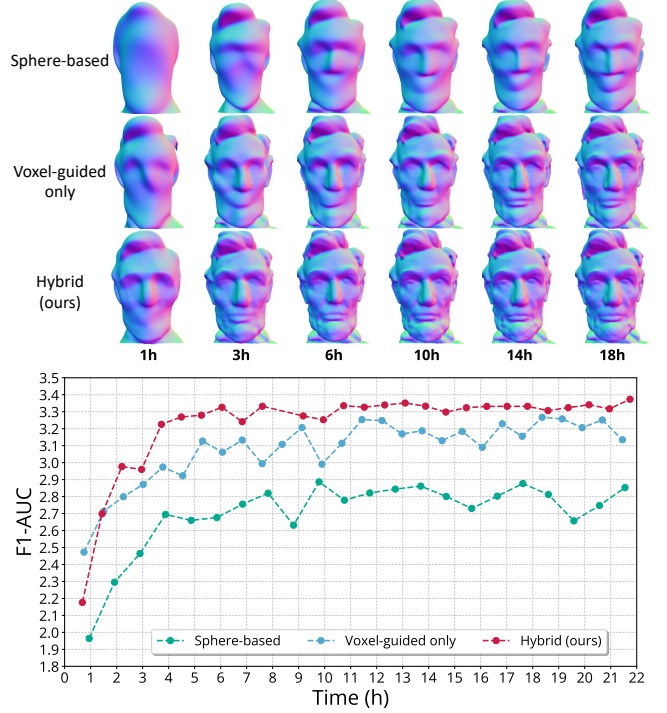 Sphere-based
Voxel-guided
only
Hybrid
(ours)
1h 3h 6h 10h 14h 18h
3.5
3.4
3.3
3.2
3.1
3.0
2.9
2.8
2.7
2.6
2.5
2.4
2.3
2.2
2.1
2.0
1.9
1.8
F1-AUC
Sphere-based Voxel-guided only Hybrid (ours)
0 1 2 3 4 5 6 7 8 9 10 11 12 13 14 15 16 17 18 19 20 21 22
Time (h)